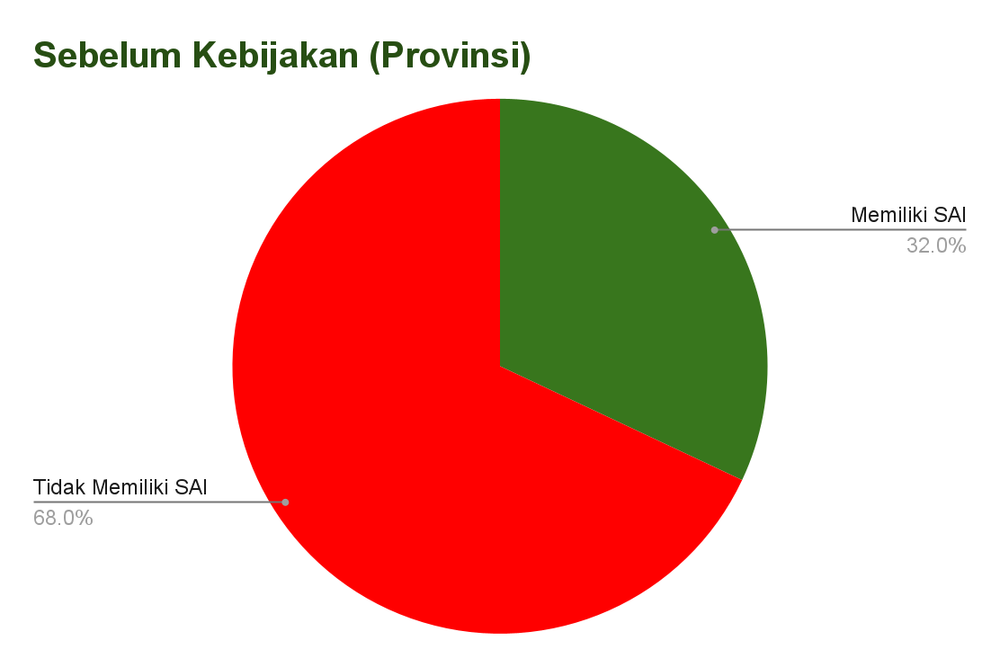 Sebelum Kebijakan (Provinsi)
Memiliki SAI
32.0%
Tidak Memiliki SAI
68.0%